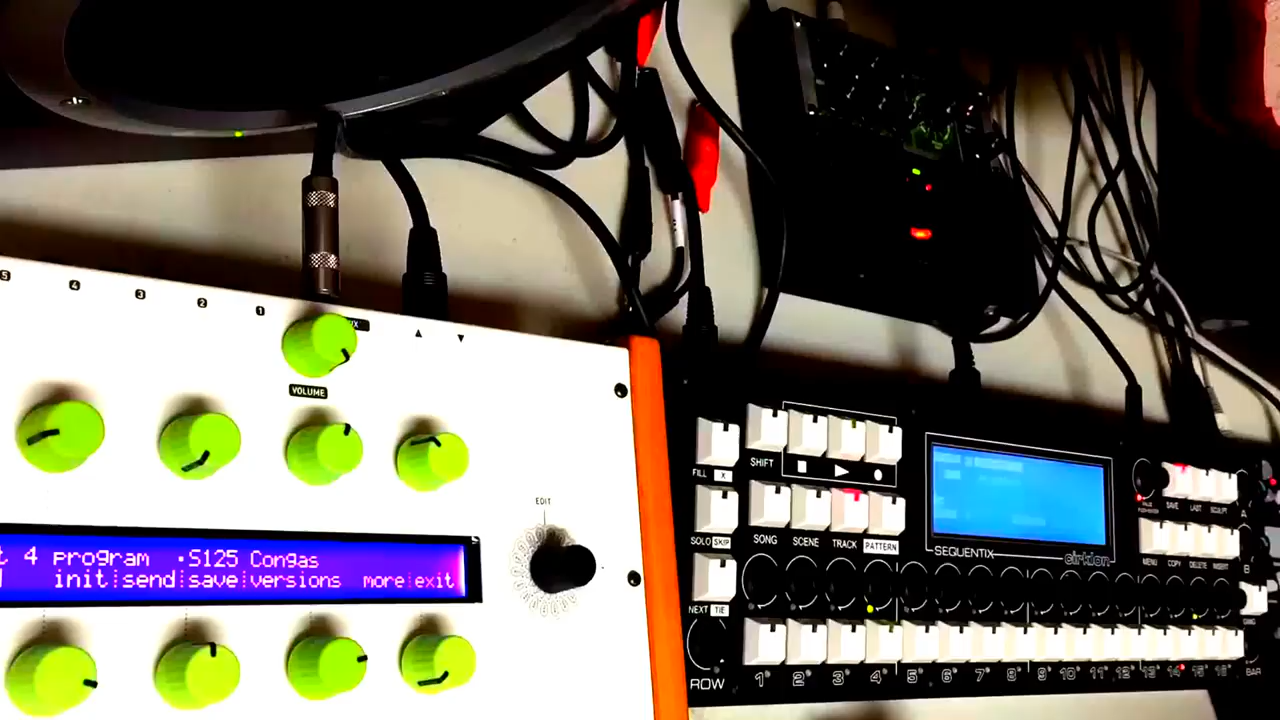 5 4 3 2 1
VOLUME
EDIT
4 program ·S125 Congas
init send save versions more exit
FILL X
SHIFT
SOLO SKIP
SONG SCENE TRACK PATTERN
NEXT TIE
SEQUENTIX cirklon
SAVE LAST SCULPT
MENU COPY DELETE INSERT
A
B
ROW 1 2 3 4 5 6 7 8 9 10 11 12 13 14 15 16 BAR